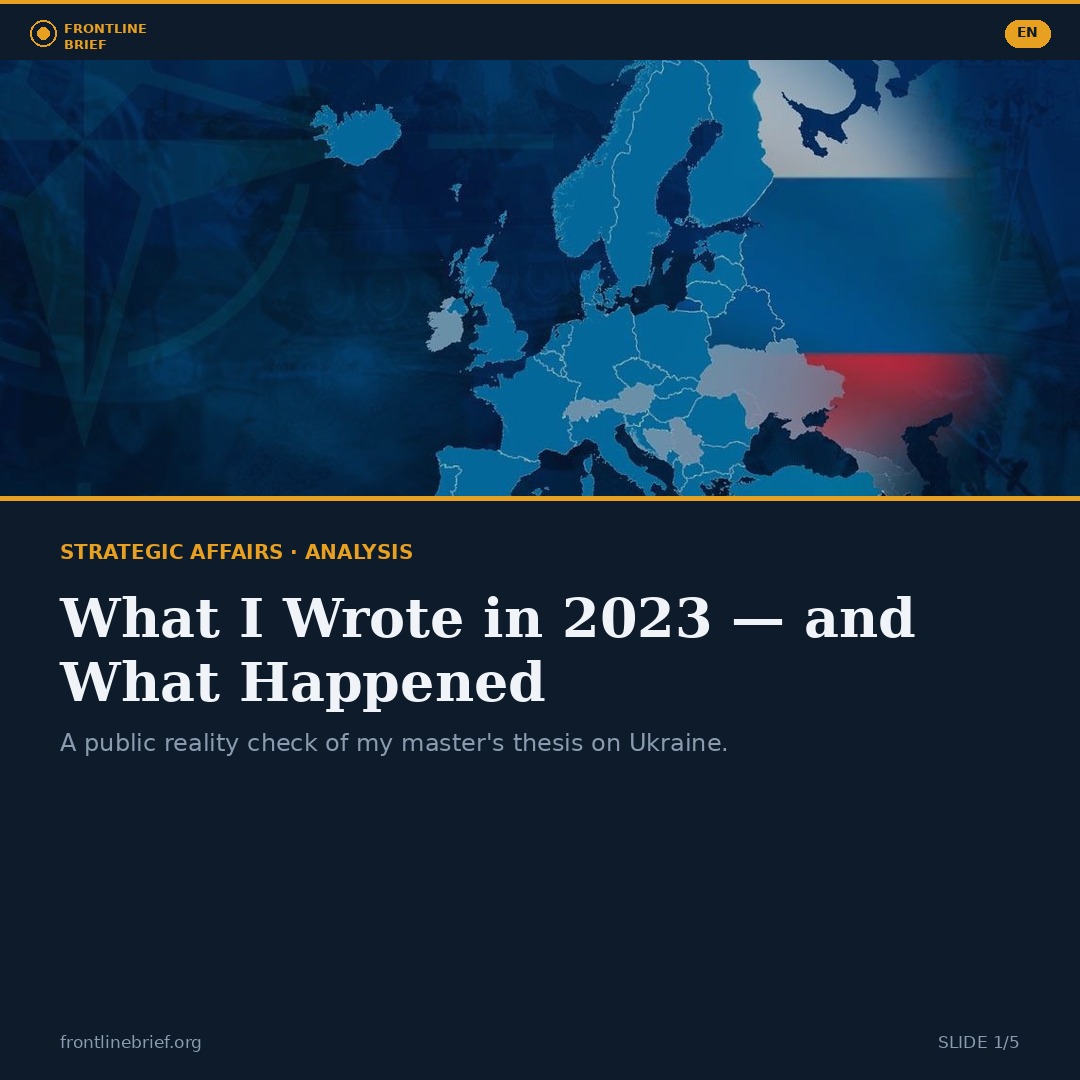 FRONTLINE
BRIEF
EN
STRATEGIC AFFAIRS · ANALYSIS
What I Wrote in 2023 — and
What Happened
A public reality check of my master's thesis on Ukraine.
frontlinebrief.org
SLIDE 1/5